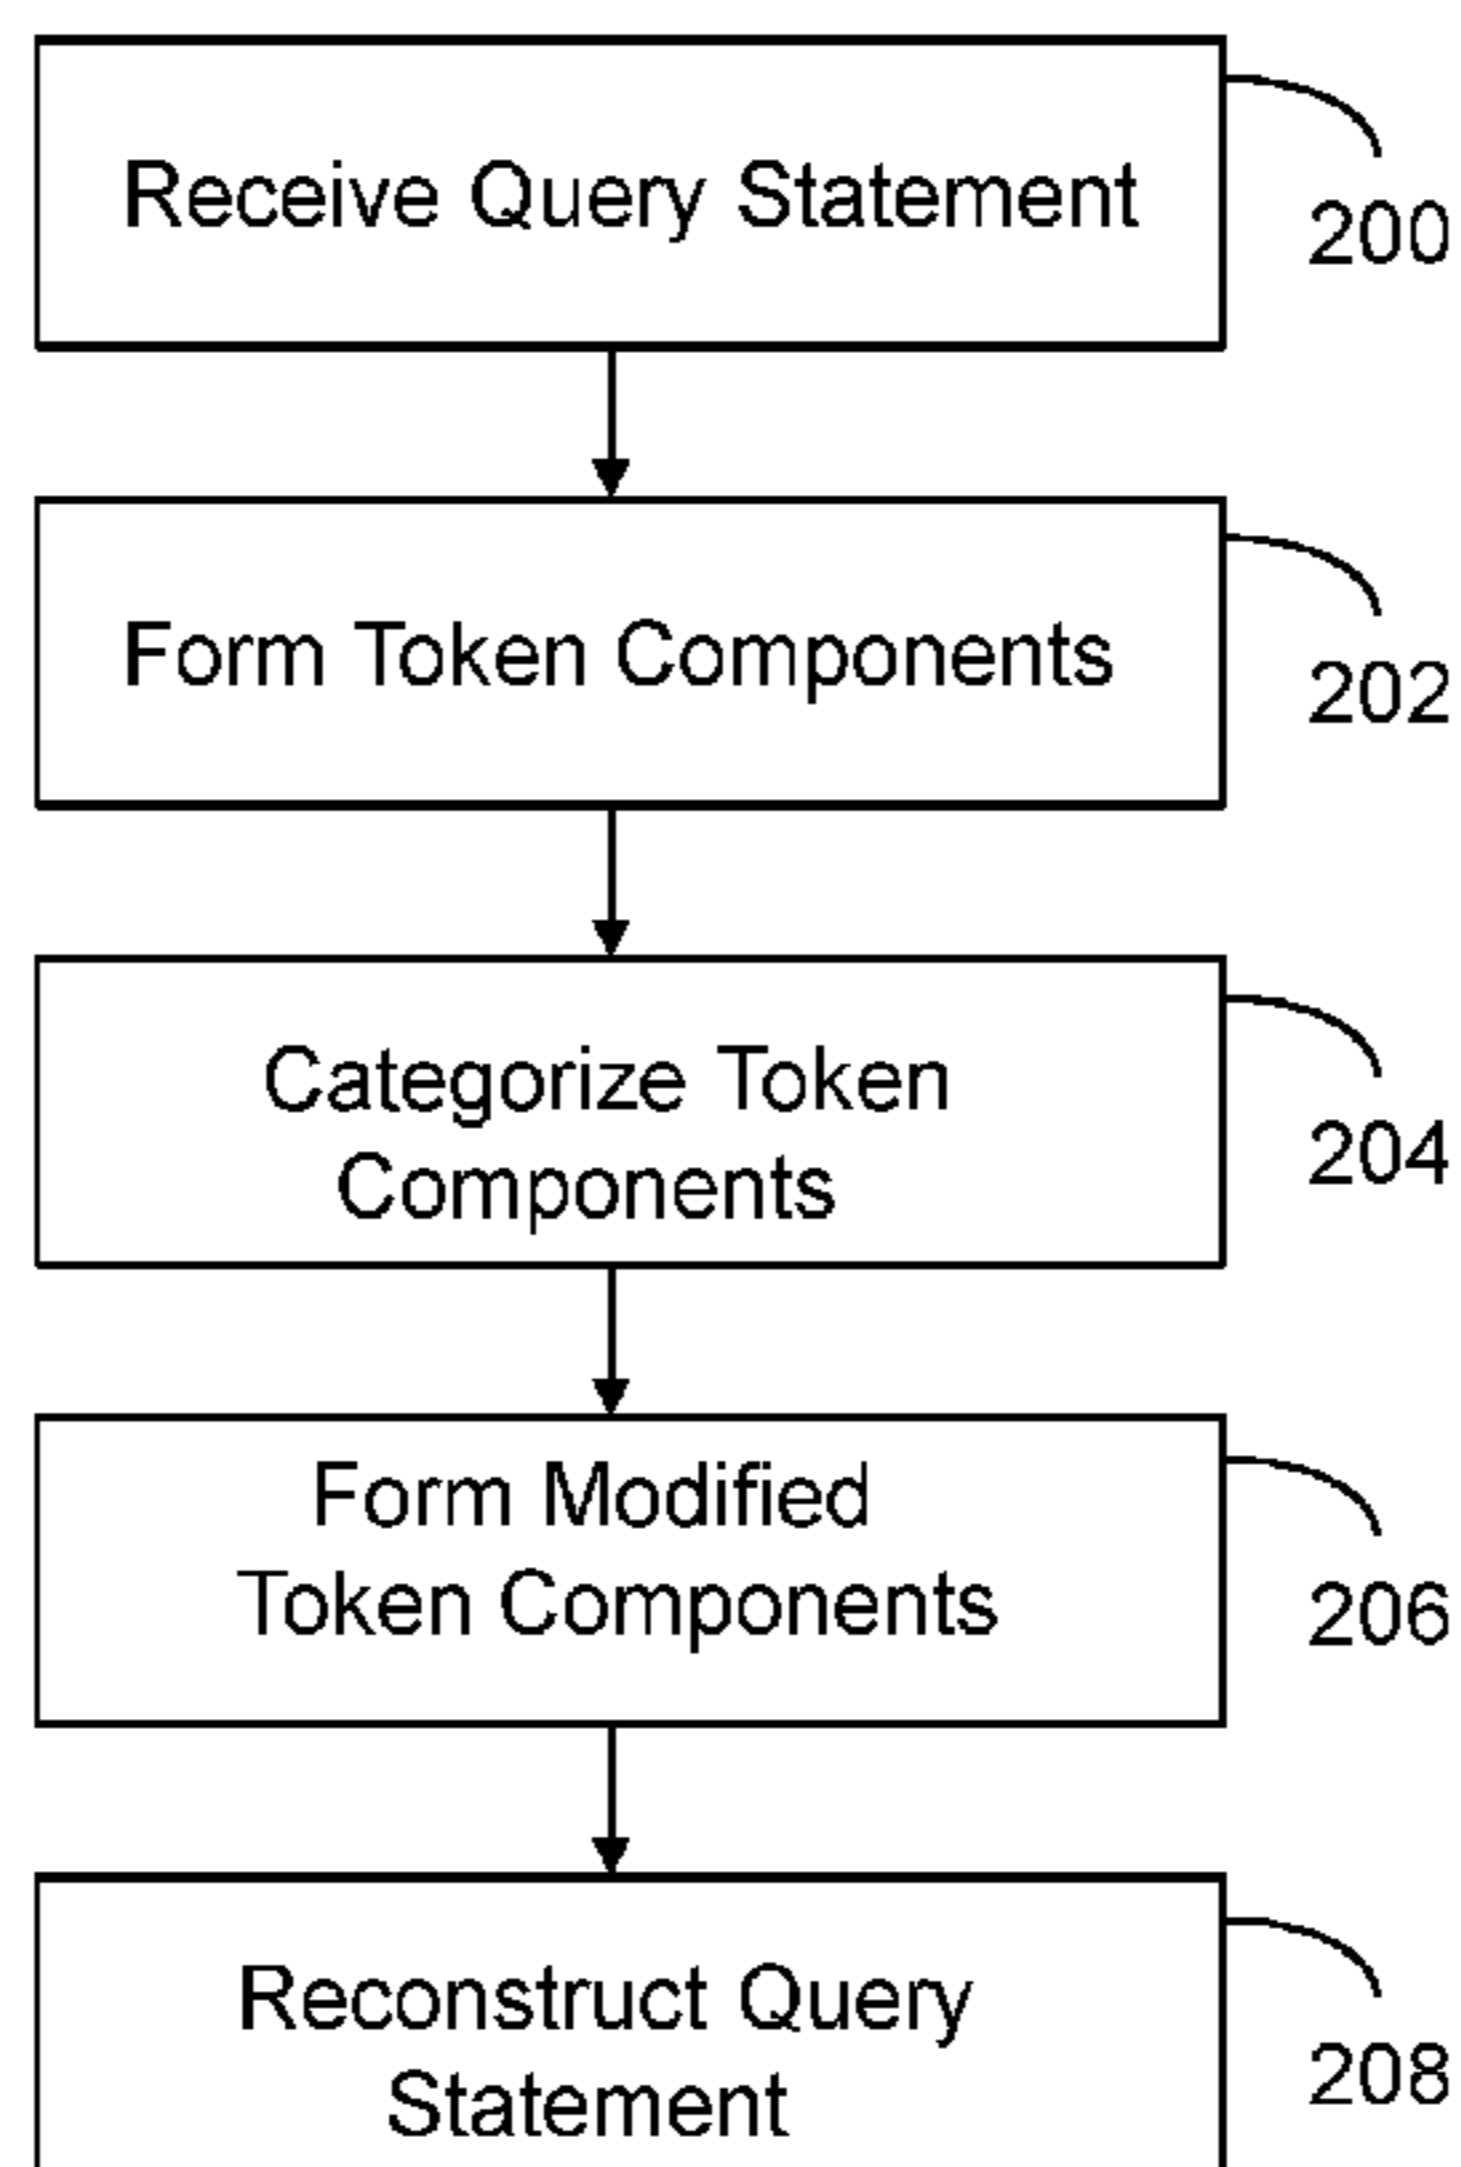 Receive Query Statement
200
Form Token Components
202
Categorize Token
Components
204
Form Modified
Token Components
206
Reconstruct Query
Statement
208